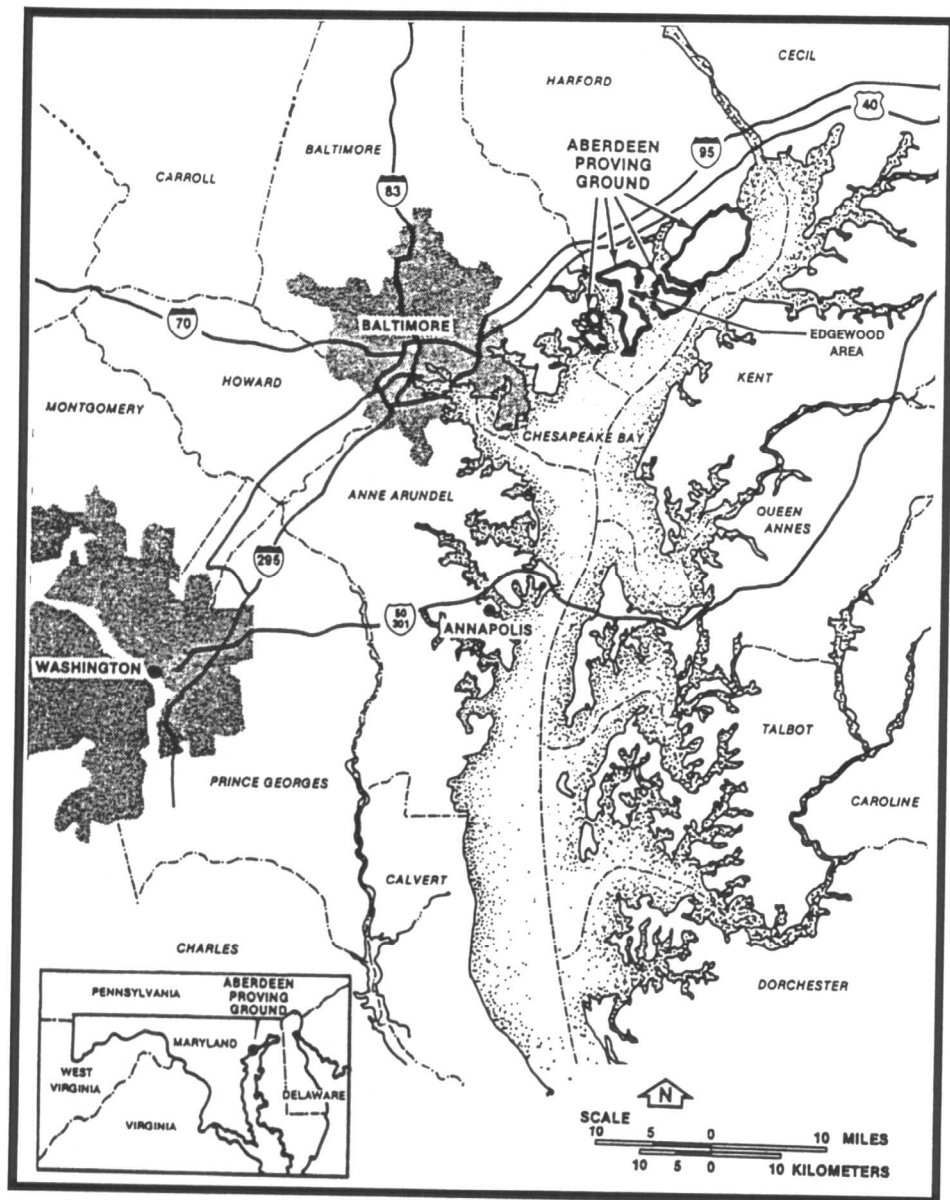 CECIL
HARFORD
40
ABERDEEN
PROVING
GROUND
95
BALTIMORE
CARROLL
83
BALTIMORE
70
EDGEWOOD
AREA
HOWARD
KENT
MONTGOMERY
CHESAPEAKE BAY
ANNE ARUNDEL
QUEEN
ANNES
295
50
301
ANNAPOLIS
WASHINGTON
TALBOT
PRINCE GEORGES
CAROLINE
CALVERT
CHARLES
DORCHESTER
PENNSYLVANIA
ABERDEEN
PROVING
GROUND
MARYLAND
WEST
VIRGINIA
DELAWARE
VIRGINIA
N
SCALE
10 5 0 10 MILES
10 5 0 10 KILOMETERS